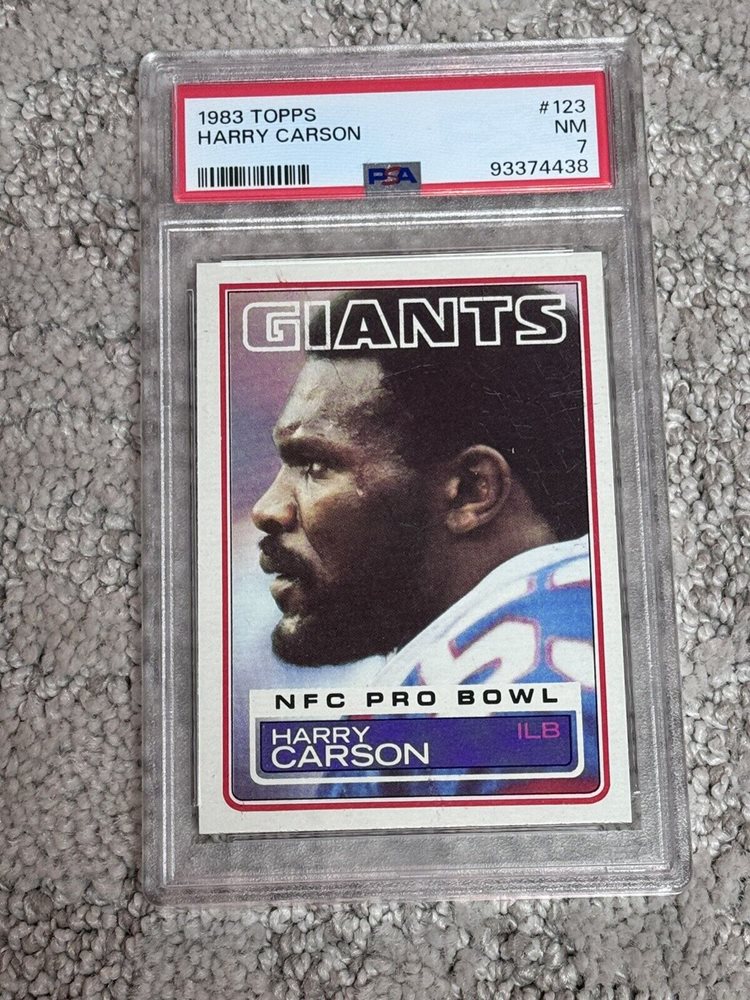 1983 TOPPS #123
HARRY CARSON NM
7
PSA 93374438
GIANTS
NFC PRO BOWL
HARRY ILB
CARSON